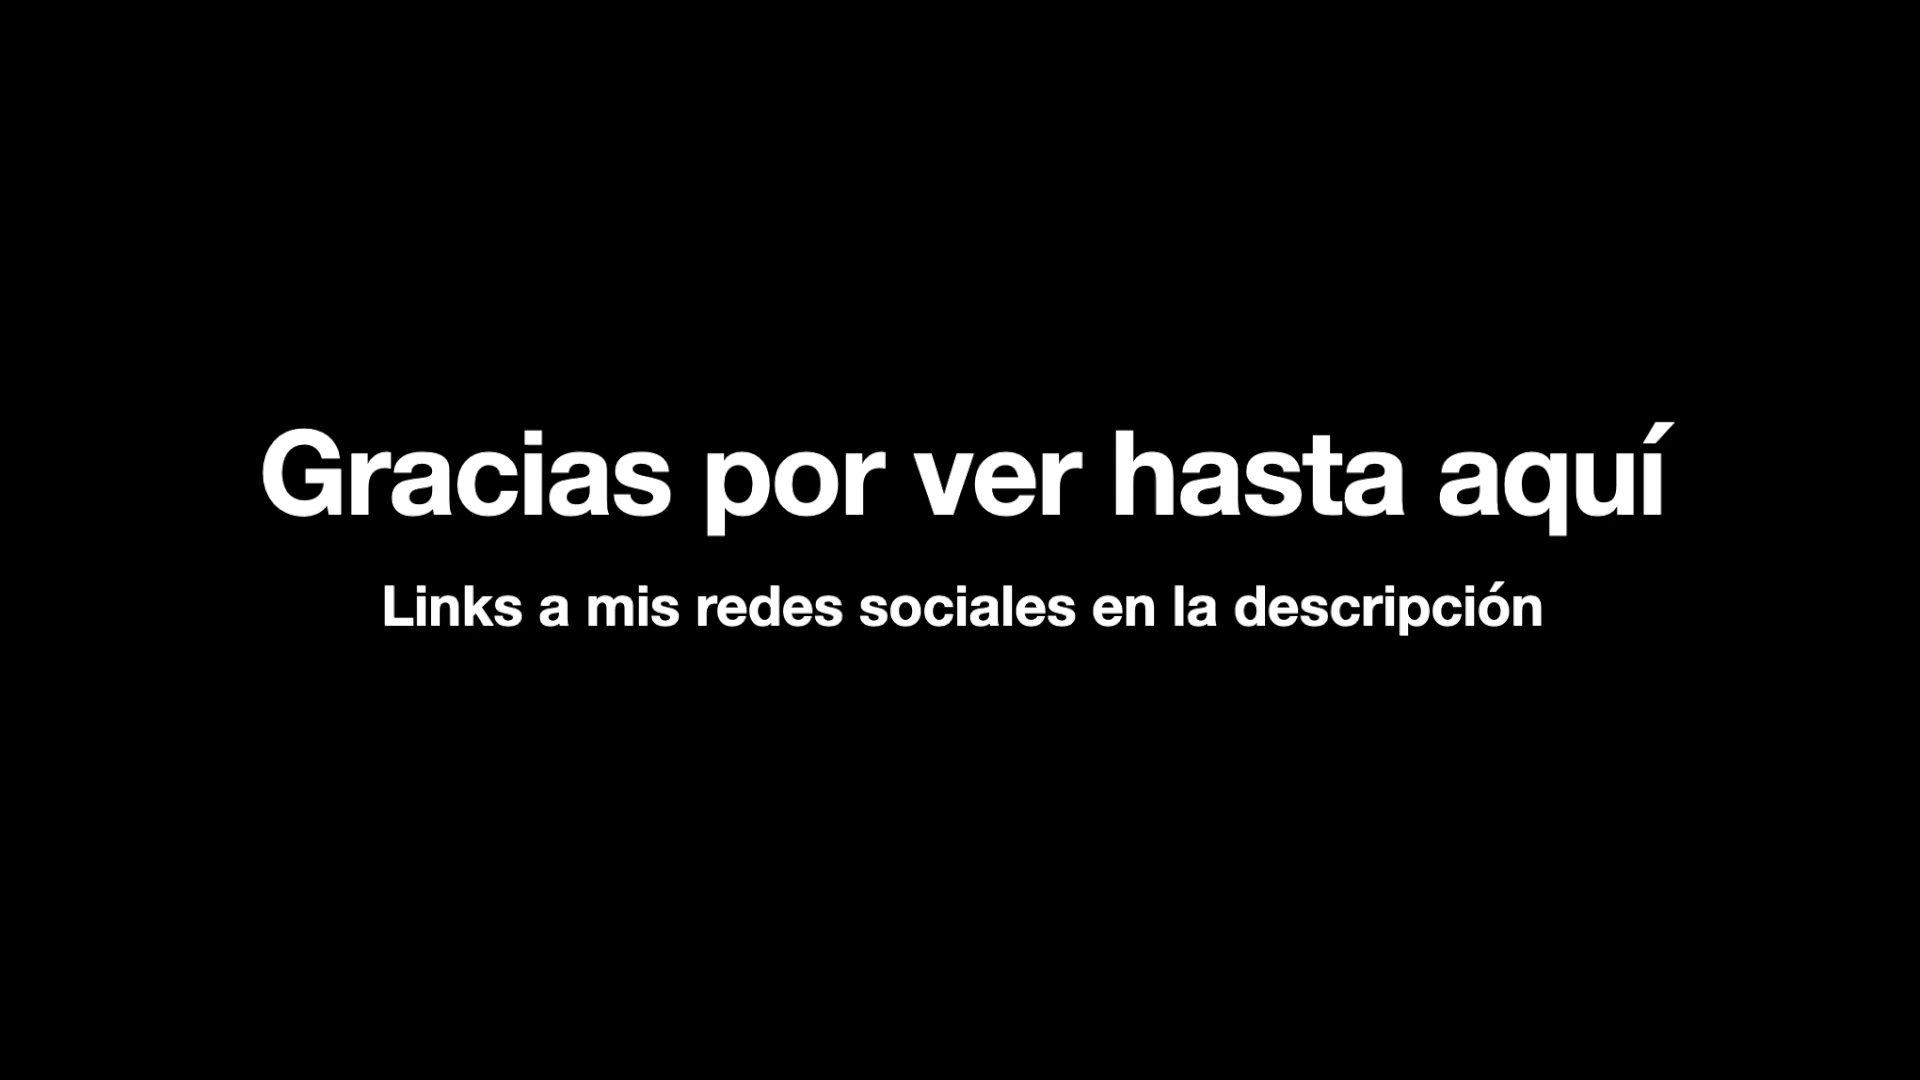 Gracias por ver hasta aquí
Links a mis redes sociales en la descripción